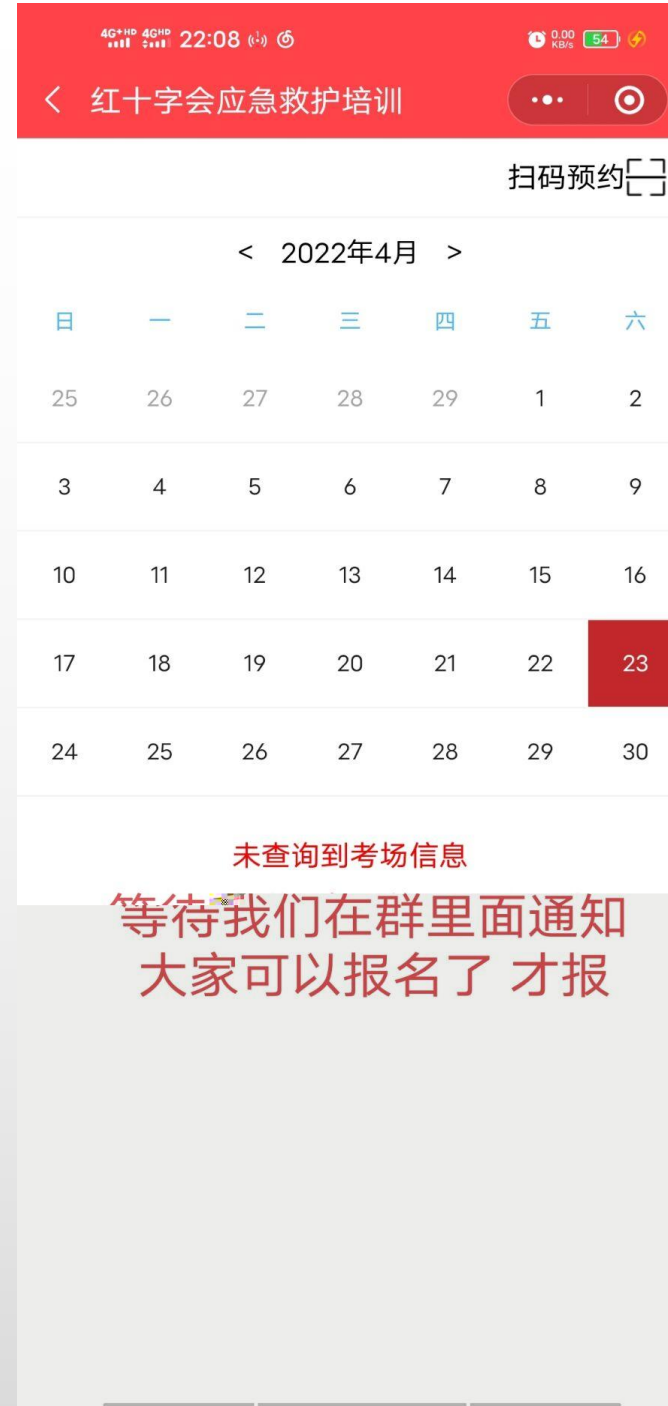 4G+HD 4GHD 22:08 0.00 KB/s 54
红十字会应急救护培训
扫码预约
< 2022年4月 >
日 一 二 三 四 五 六
25 26 27 28 29 1 2
3 4 5 6 7 8 9
10 11 12 13 14 15 16
17 18 19 20 21 22 23
24 25 26 27 28 29 30
未查询到考场信息
等待我们在群里面通知
大家可以报名了 才报